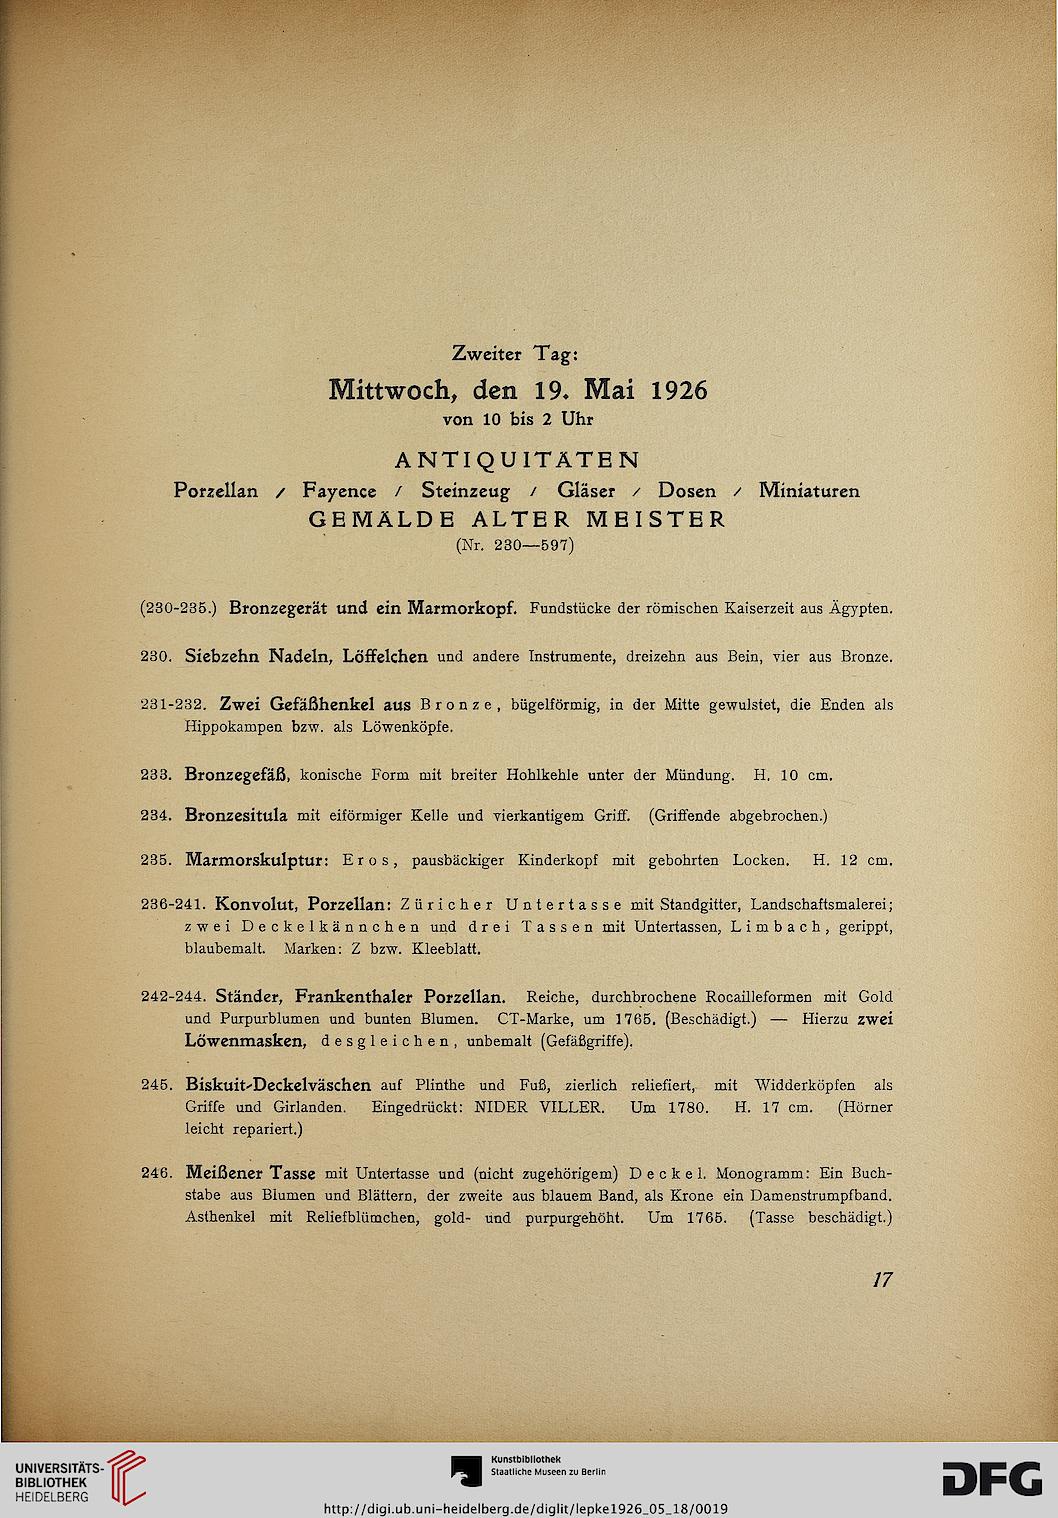 Zweiter Tag:
Mittwoch, den 19. Mai 1926
von 10 bis 2 Uhr
ANTIQUITÄTEN
Porzellan / Fayence / Steinzeug / Gläser / Dosen / Miniaturen
GEMÄLDE ALTER MEISTER
(Nr. 230—597)
(230-235.) Bronzegerät und ein Marmorkopf. Fundstücke der römischen Kaiserzeit aus Ägypten.
230. Siebzehn Nadeln, Löffelchen und andere Instrumente, dreizehn aus Bein, vier aus Bronze.
231-232. Zwei Gefäßhenkel aus Bronze, bügelförmig, in der Mitte gewulstet, die Enden als
Hippokampen bzw. als Löwenköpfe.
233. Bronzegefäß, konische Form mit breiter Hohlkehle unter der Mündung. H. 10 cm.
234. Bronzesitula mit eiförmiger Kelle und vierkantigem Griff. (Griffende abgebrochen.)
235. Marmorskulptur: Eros, pausbäckiger Kinderkopf mit gebohrten Locken. H. 12 cm.
236-241. Konvolut, Porzellan: Züricher Untertasse mit Standgitter, Landschaftsmalerei;
zwei Deckelkännchen und drei Tassen mit Untertassen, Limbach, gerippt,
blaubemalt. Marken: Z bzw. Kleeblatt.
242-244. Ständer, Frankenthaler Porzellan. Reiche, durchbrochene Rocailleformen mit Gold
und Purpurblumen und bunten Blumen. CT-Marke, um 1765. (Beschädigt.) — Hierzu zwei
Löwenmasken, desgleichen, unbemalt (Gefäßgriffe).
245. Biskuit-Deckelväschen auf Plinthe und Fuß, zierlich reliefiert, mit Widderköpfen als
Griffe und Girlanden. Eingedrückt: NIDER VILLER. Um 1780. H. 17 cm. (Hörner
leicht repariert.)
246. Meißener Tasse mit Untertasse und (nicht zugehörigem) Deckel. Monogramm: Ein Buch-
stabe aus Blumen und Blättern, der zweite aus blauem Band, als Krone ein Damenstrumpfband.
Asthenkel mit Reliefblümchen, gold- und purpurgehöht. Um 1765. (Tasse beschädigt.)
17
UNIVERSITÄTS-
BIBLIOTHEK
HEIDELBERG
Kunstbibliothek
Staatliche Museen zu Berlin
DFG
http://digi.ub.uni-heidelberg.de/diglit/lepke1926_05_18/0019